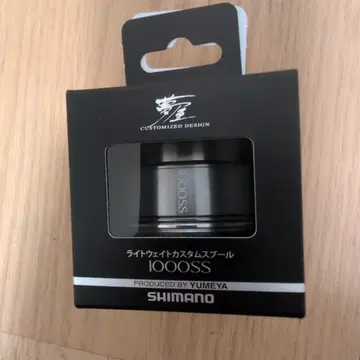 夢屋
CUSTOMIZED DESIGN
1000SS
ライトウェイトカスタムスプール
1000SS
PRODUCED BY YUMEYA
SHIMANO